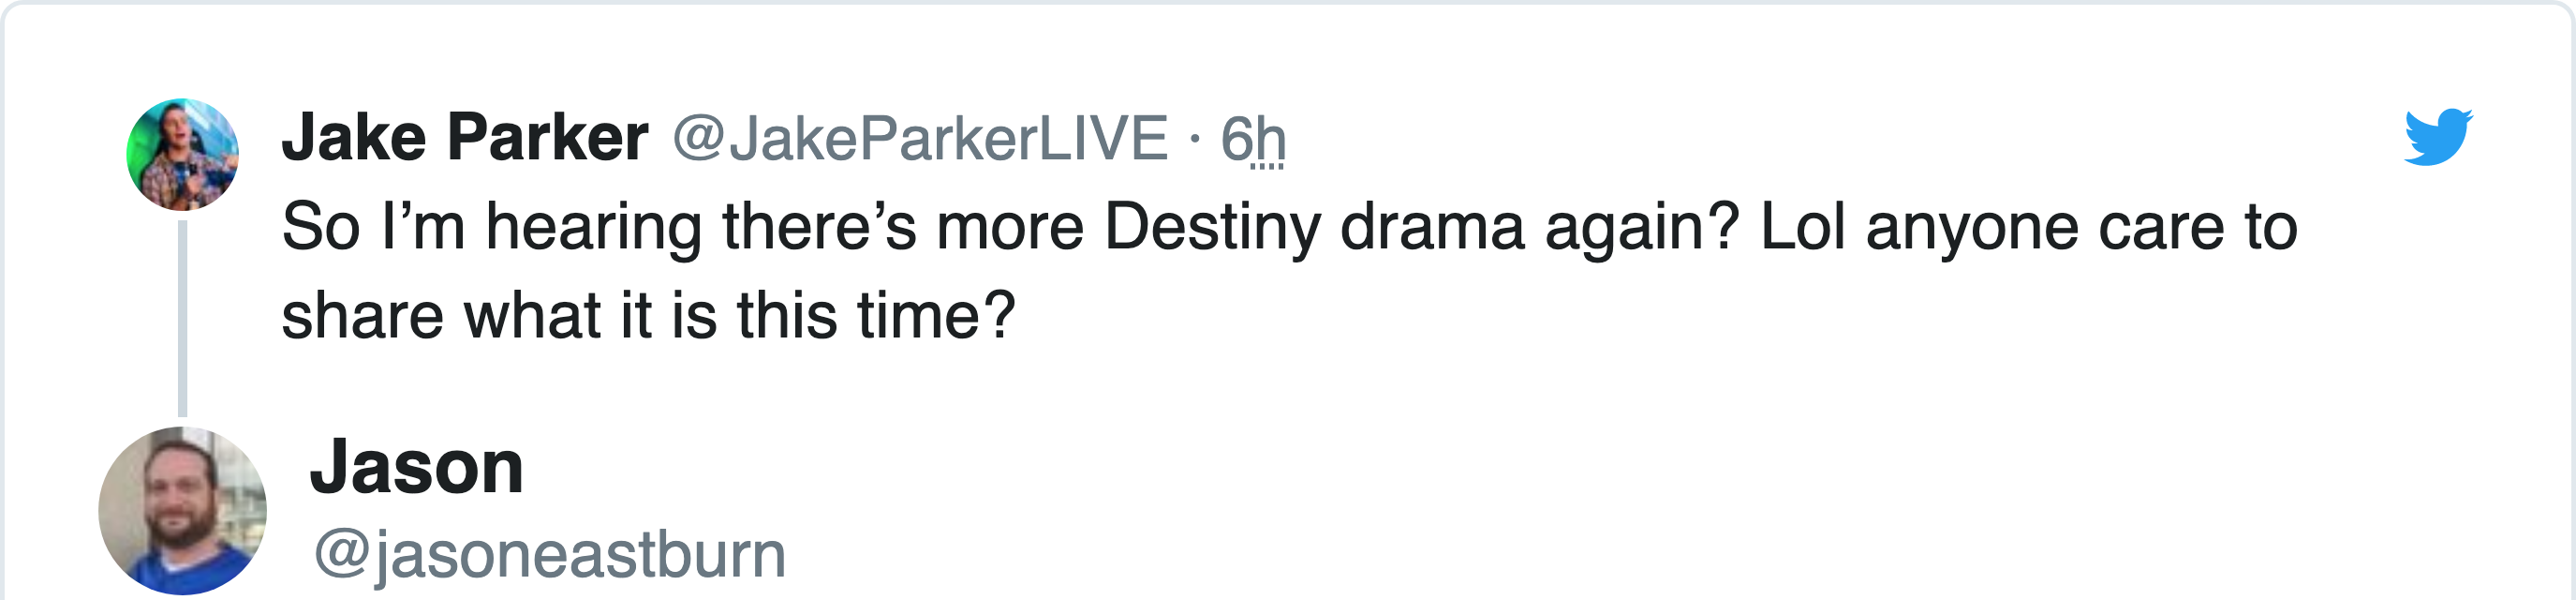 Jake Parker @JakeParkerLIVE · 6h
So I’m hearing there’s more Destiny drama again? Lol anyone care to
share what it is this time?
Jason
@jasoneastburn